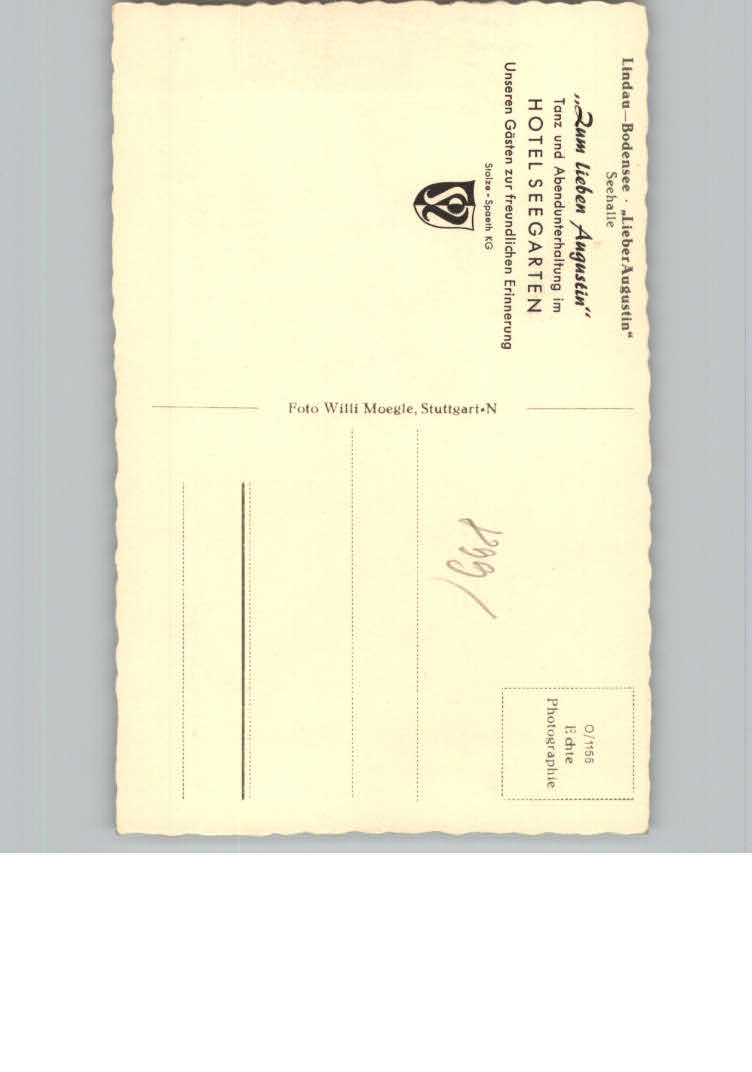 Lindau—Bodensee · „Lieber Augustin“
Seehalle
„Zum lieben Augustin“
Tanz und Abendunterhaltung im
HOTEL SEEGARTEN
Unseren Gästen zur freundlichen Erinnerung
Stolze - Spaeth KG
Foto Willi Moegle, Stuttgart-N
O/1155
Echte
Photographie